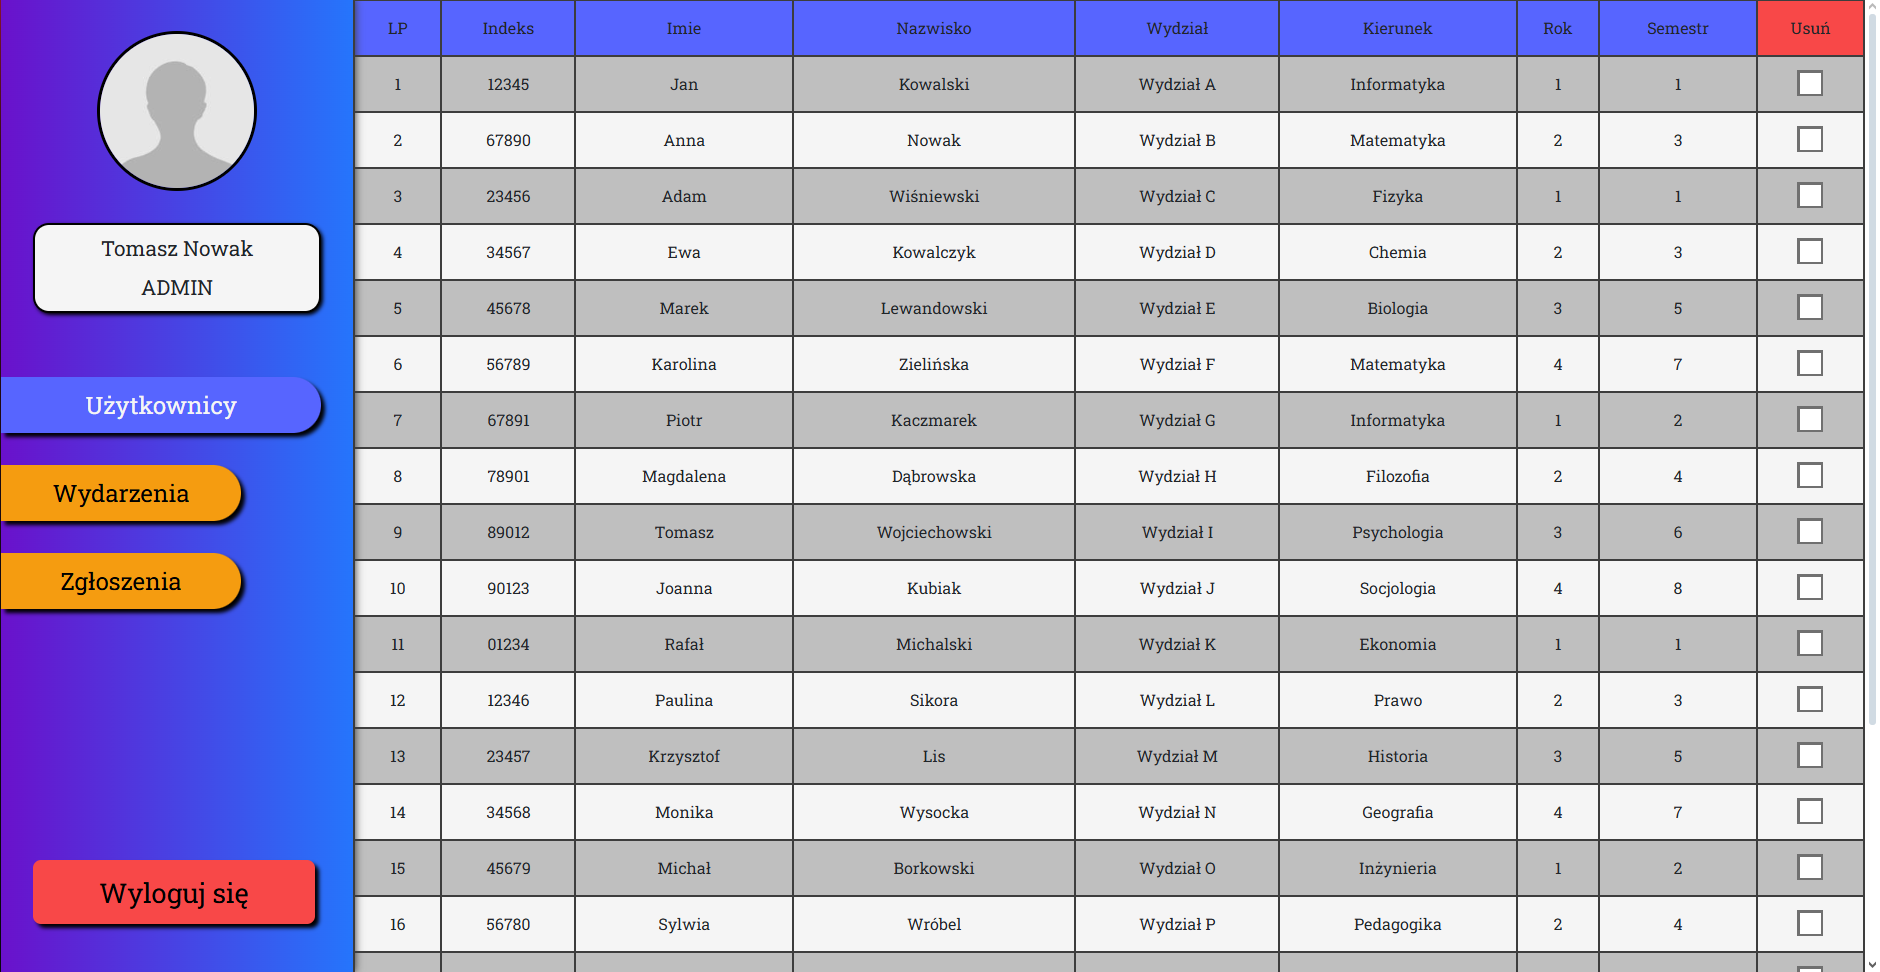 Tomasz Nowak
ADMIN
Użytkownicy
Wydarzenia
Zgłoszenia
Wyloguj się
LP Indeks Imie Nazwisko Wydział Kierunek Rok Semestr Usuń
1 12345 Jan Kowalski Wydział A Informatyka 1 1
2 67890 Anna Nowak Wydział B Matematyka 2 3
3 23456 Adam Wiśniewski Wydział C Fizyka 1 1
4 34567 Ewa Kowalczyk Wydział D Chemia 2 3
5 45678 Marek Lewandowski Wydział E Biologia 3 5
6 56789 Karolina Zielińska Wydział F Matematyka 4 7
7 67891 Piotr Kaczmarek Wydział G Informatyka 1 2
8 78901 Magdalena Dąbrowska Wydział H Filozofia 2 4
9 89012 Tomasz Wojciechowski Wydział I Psychologia 3 6
10 90123 Joanna Kubiak Wydział J Socjologia 4 8
11 01234 Rafał Michalski Wydział K Ekonomia 1 1
12 12346 Paulina Sikora Wydział L Prawo 2 3
13 23457 Krzysztof Lis Wydział M Historia 3 5
14 34568 Monika Wysocka Wydział N Geografia 4 7
15 45679 Michał Borkowski Wydział O Inżynieria 1 2
16 56780 Sylwia Wróbel Wydział P Pedagogika 2 4